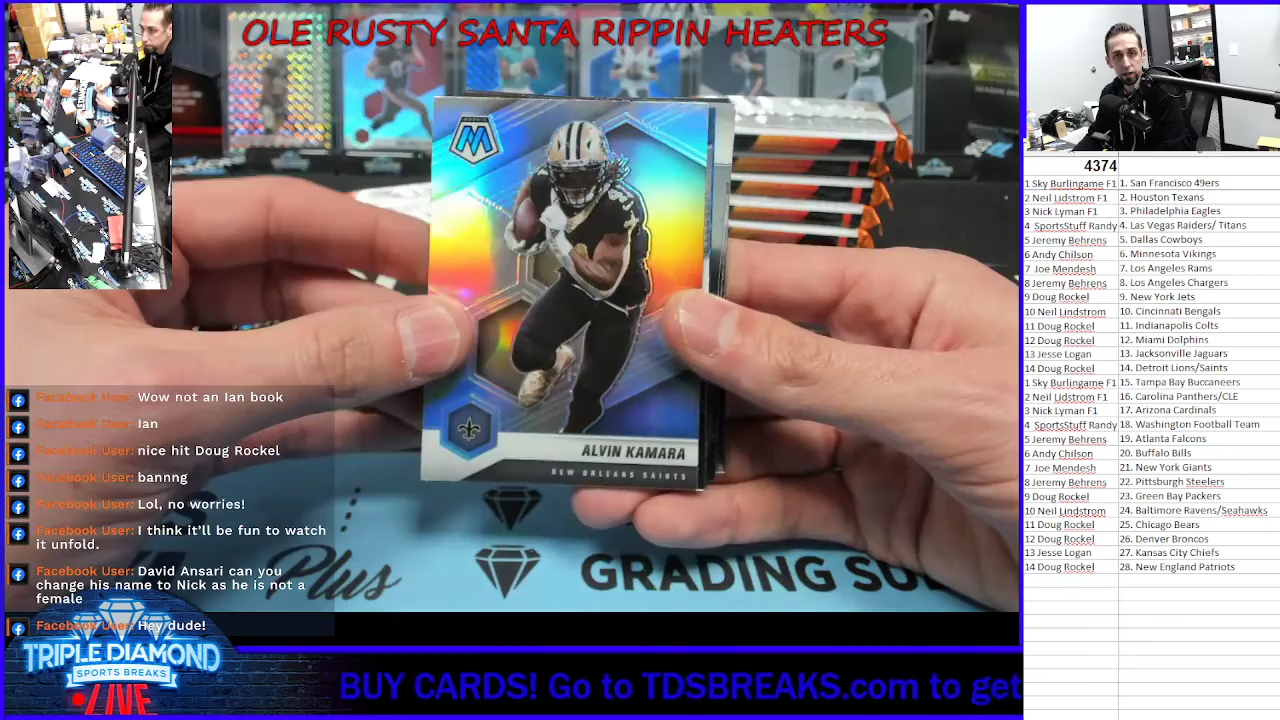 OLE RUSTY SANTA RIPPIN HEATERS
MOSAIC
ALVIN KAMARA
NEW ORLEANS SAINTS
Plus
GRADING SU
Facebook User: Wow not an Ian book
Facebook User: Ian
Facebook User: nice hit Doug Rockel
Facebook User: bannng
Facebook User: Lol, no worries!
Facebook User: I think it'll be fun to watch
it unfold.
Facebook User: David Ansari can you
change his name to Nick as he is not a
female
Facebook User: Hey dude!
TRIPLE DIAMOND
SPORTS BREAKS
LIVE
BUY CARDS! Go to TDSBREAKS.com to get
4374
1 Sky Burlingame F1 1. San Francisco 49ers
2 Neil Lidstrom F1 2. Houston Texans
3 Nick Lyman F1 3. Philadelphia Eagles
4 SportsStuff Randy 4. Las Vegas Raiders/ Titans
5 Jeremy Behrens 5. Dallas Cowboys
6 Andy Chilson 6. Minnesota Vikings
7 Joe Mendesh 7. Los Angeles Rams
8 Jeremy Behrens 8. Los Angeles Chargers
9 Doug Rockel 9. New York Jets
10 Neil Lindstrom 10. Cincinnati Bengals
11 Doug Rockel 11. Indianapolis Colts
12 Doug Rockel 12. Miami Dolphins
13 Jesse Logan 13. Jacksonville Jaguars
14 Doug Rockel 14. Detroit Lions/Saints
1 Sky Burlingame F1 15. Tampa Bay Bucaneers
2 Neil Lidstrom F1 16. Carolina Panthers/CLE
3 Nick Lyman F1 17. Arizona Cardinals
4 SportsStuff Randy 18. Washington Football Team
5 Jeremy Behrens 19. Atlanta Falcons
6 Andy Chilson 20. Buffalo Bills
7 Joe Mendesh 21. New York Giants
8 Jeremy Behrens 22. Pittsburgh Steelers
9 Doug Rockel 23. Green Bay Packers
10 Neil Lindstrom 24. Baltimore Ravens/Seahawks
11 Doug Rockel 25. Chicago Bears
12 Doug Rockel 26. Denver Broncos
13 Jesse Logan 27. Kansas City Chiefs
14 Doug Rockel 28. New England Patriots